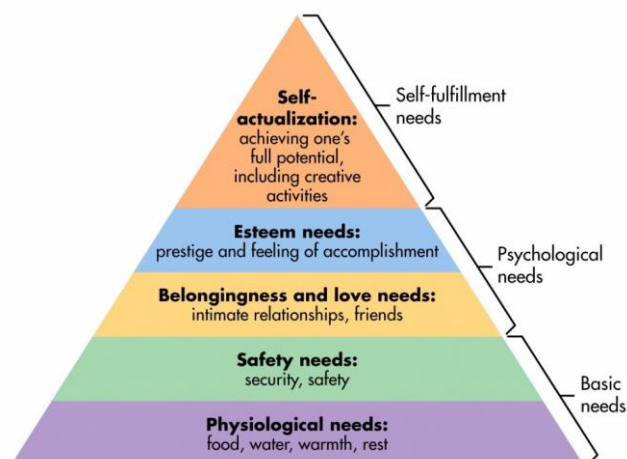 Self-
actualization:
achieving one's
full potential,
including creative
activities
Self-fulfillment
needs
Esteem needs:
prestige and feeling of accomplishment
Psychological
needs
Belongingness and love needs:
intimate relationships, friends
Safety needs:
security, safety
Basic
needs
Physiological needs:
food, water, warmth, rest